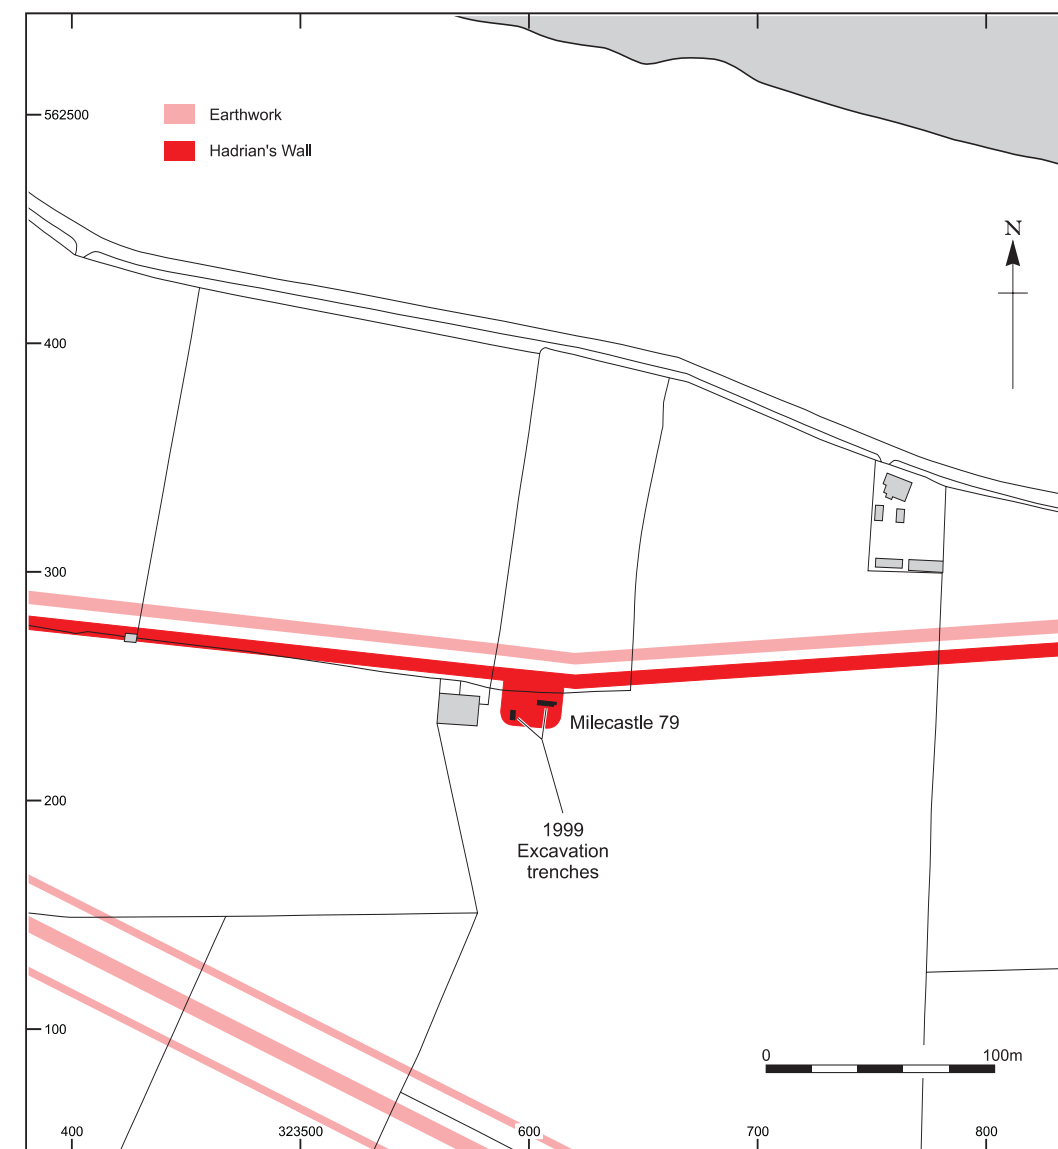 562500
Earthwork
Hadrian's Wall
N
400
300
Milecastle 79
200
1999
Excavation
trenches
100
0 100m
400 323500 600 700 800